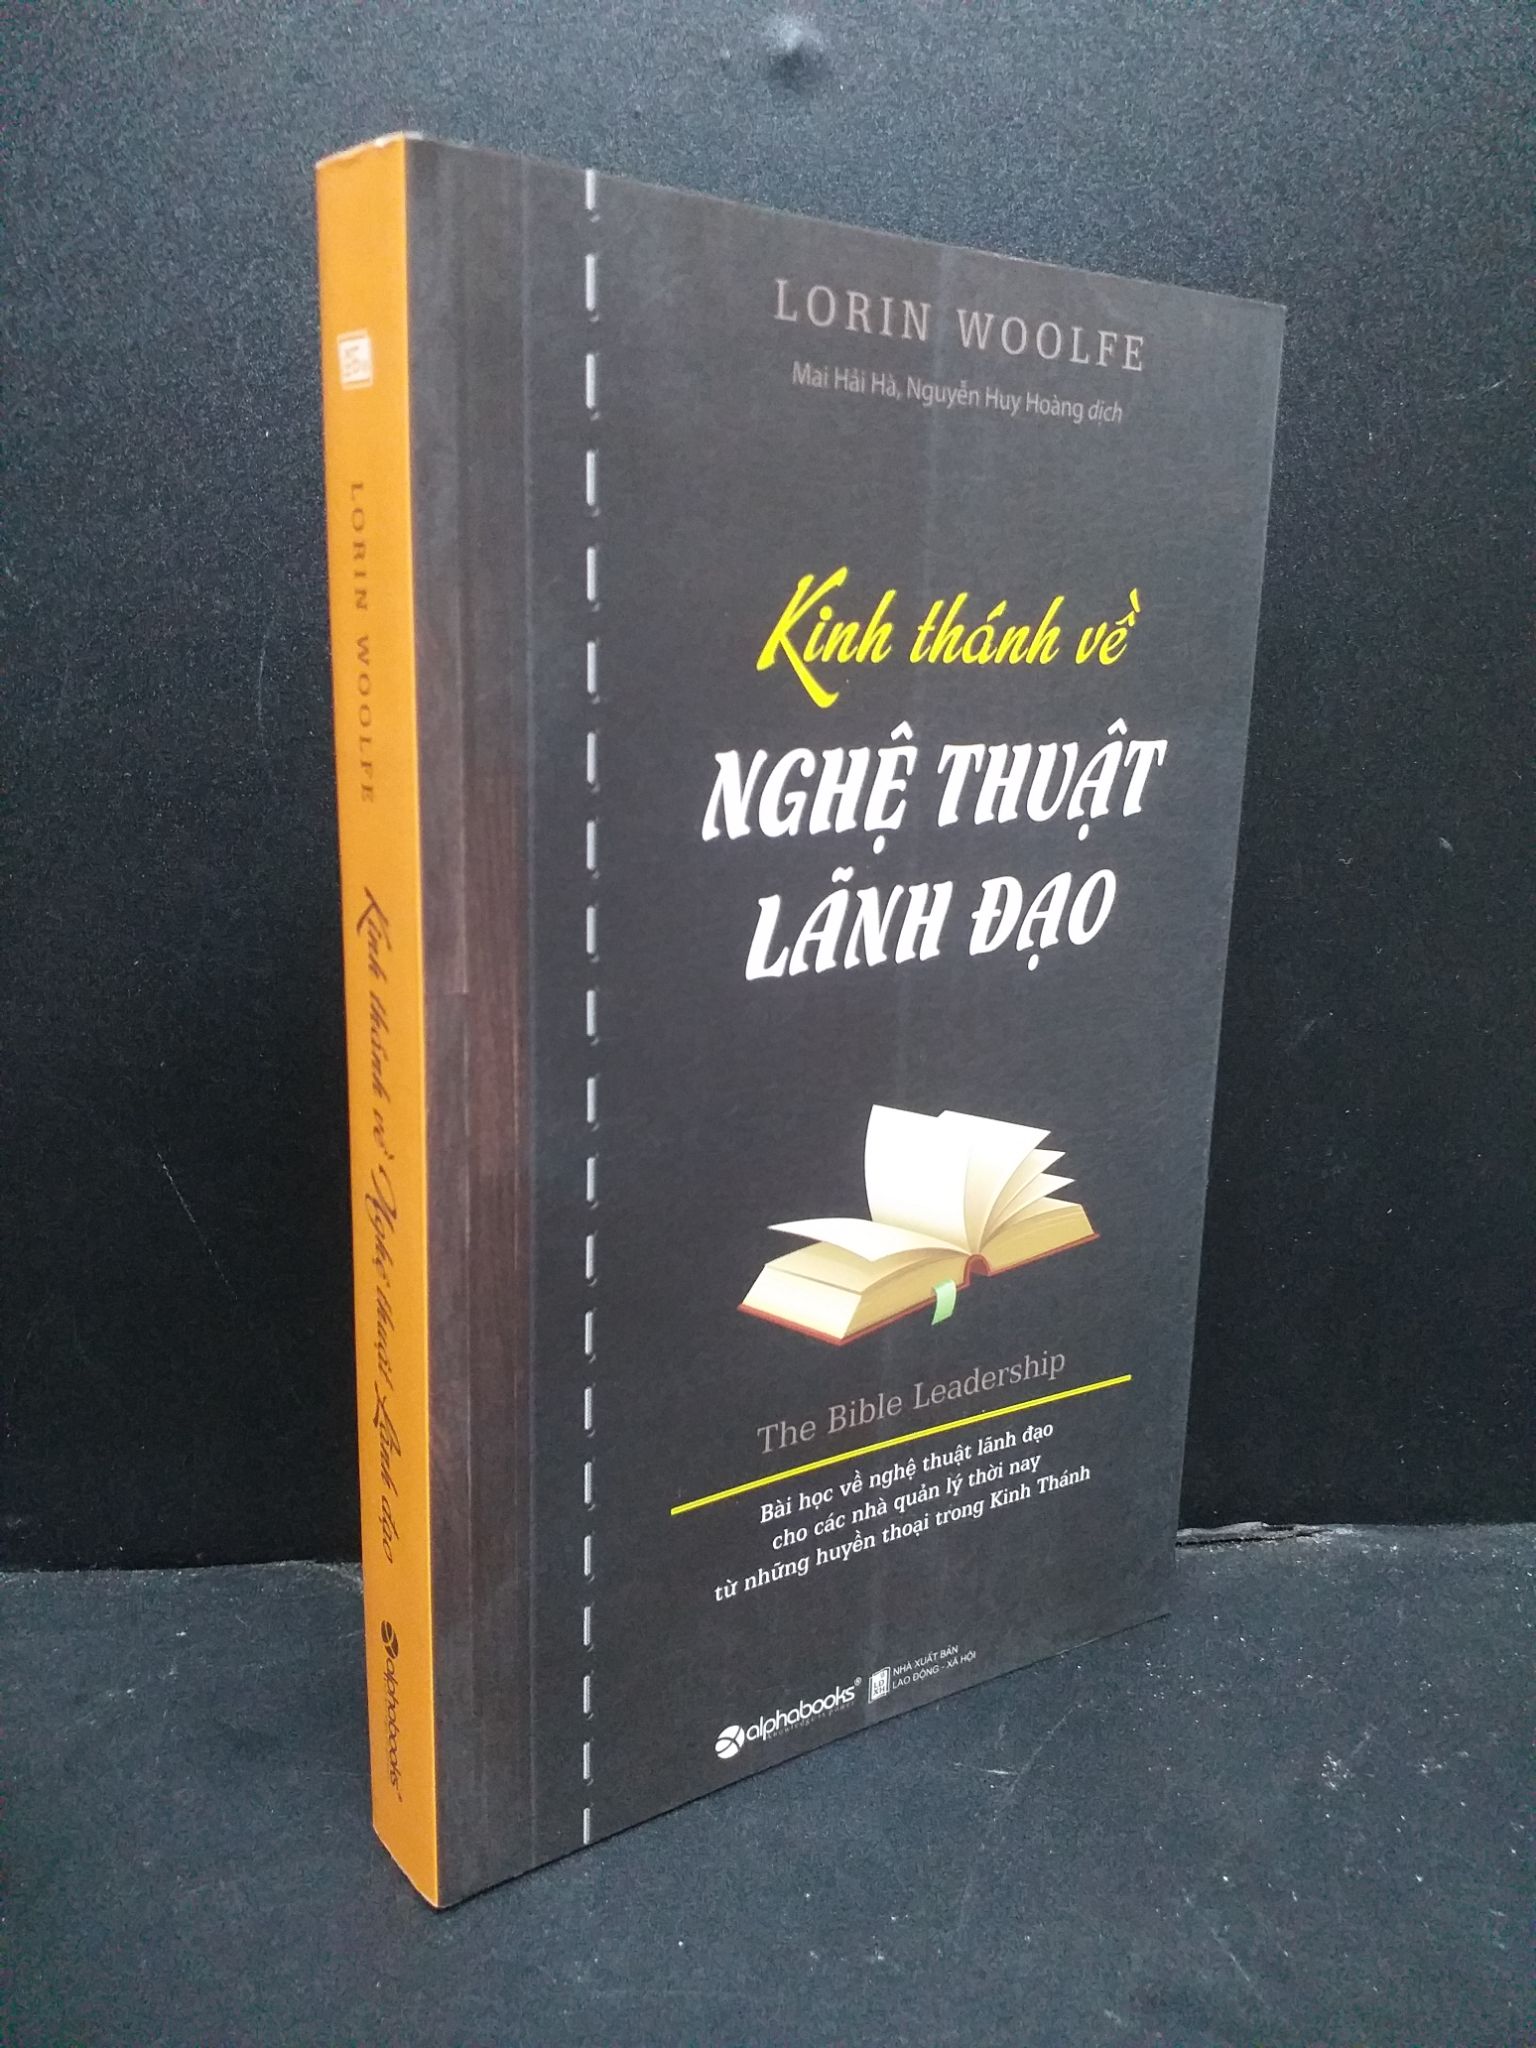 LORIN WOOLFE
Mai Hải Hà, Nguyễn Huy Hoàng dịch
Kinh thánh về
NGHỆ THUẬT
LÃNH ĐẠO
The Bible Leadership
Bài học về nghệ thuật lãnh đạo
cho các nhà quản lý thời nay
từ những huyền thoại trong Kinh Thánh
alphabooks®
knowledge is power
NHÀ XUẤT BẢN
LAO ĐỘNG - XÃ HỘI
LORIN WOOLFE Kinh thánh về Nghệ thuật Lãnh đạo alphabooks